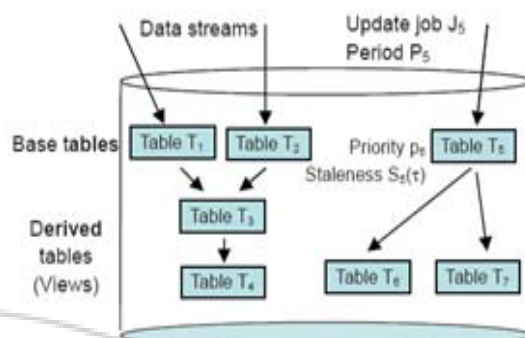 Data streams
Update job J₅
Period P₅
Base tables
Table T₁
Table T₂
Priority p₅
Staleness S₅(τ)
Table T₅
Derived
tables
(Views)
Table T₃
Table T₄
Table T₆
Table T₇